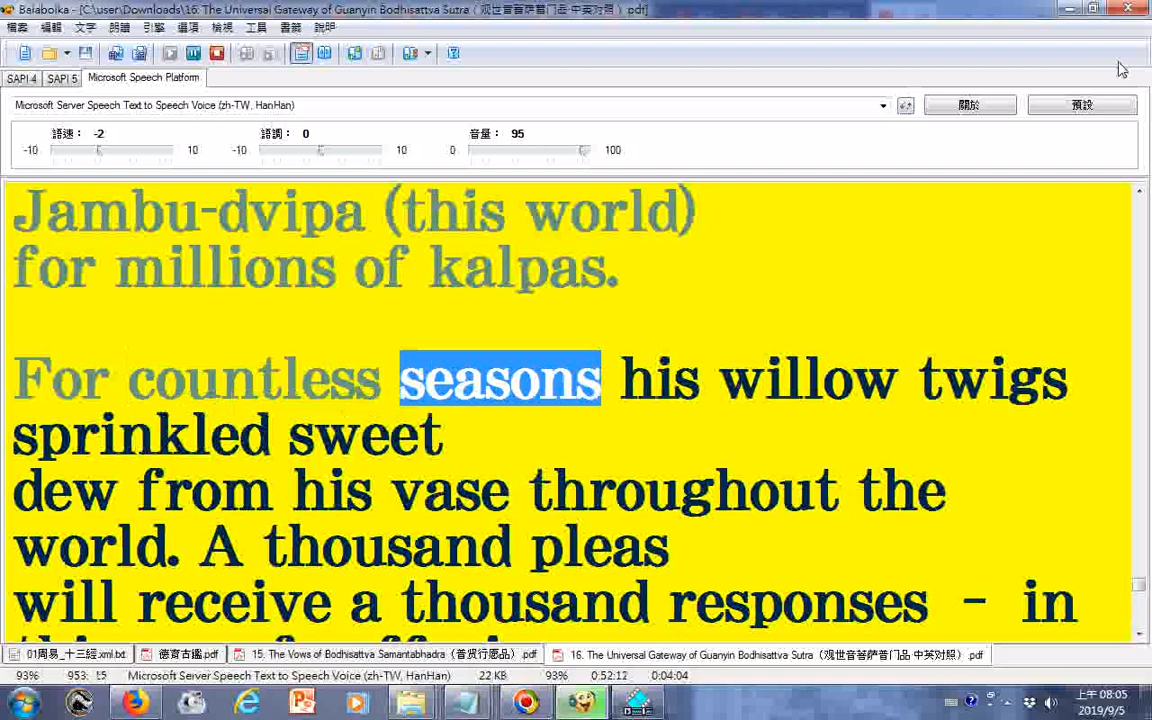 Balabolka - [C:\user\Downloads\16. The Universal Gateway of Guanyin Bodhisattva Sutra（观世音菩萨普门品 中英对照）.pdf]
檔案 編輯 文字 朗讀 引擎 選項 檢視 工具 書籤 說明
SAPI 4 SAPI 5 Microsoft Speech Platform
Microsoft Server Speech Text to Speech Voice (zh-TW, HanHan) 關於 預設
語速： -2 語調： 0 音量： 95
-10 10 -10 10 0 100
Jambu-dvipa (this world)
for millions of kalpas.
For countless seasons his willow twigs
sprinkled sweet
dew from his vase throughout the
world. A thousand pleas
will receive a thousand responses - in
01周易_十三經.xml.txt 德育古鑑.pdf 15. The Vows of Bodhisattva Samantabhadra（普贤行愿品）.pdf 16. The Universal Gateway of Guanyin Bodhisattva Sutra（观世音菩萨普门品 中英对照）.pdf
93% 953: 15 Microsoft Server Speech Text to Speech Voice (zh-TW, HanHan) 22 KB 93% 0:52:12 0:04:04
上午 08:05
2019/9/5